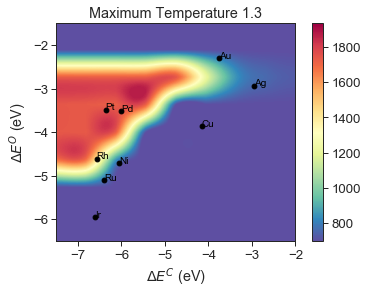 Maximum Temperature 1.3
ΔE^O (eV)
−2
−3
−4
−5
−6
Au
Ag
Pt
Pd
Cu
Rh
Ni
Ru
Ir
1800
1600
1400
1200
1000
800
−7 −6 −5 −4 −3 −2
ΔE^C (eV)